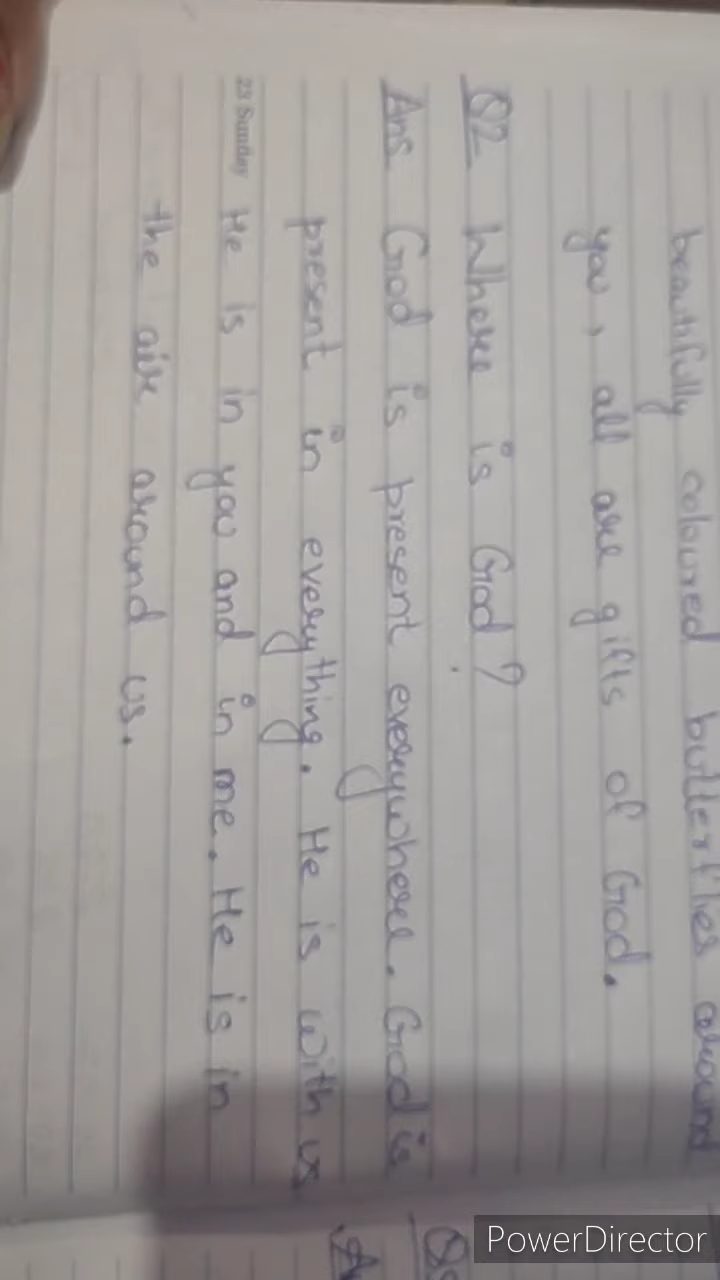 beautifully coloured butterflies around
you, all are gifts of God.
Q2 Where is God?
Ans God is present everywhere. God is
present in everything. He is with us
23 Sunday He is in you and in me. He is in
the air around us.
PowerDirector